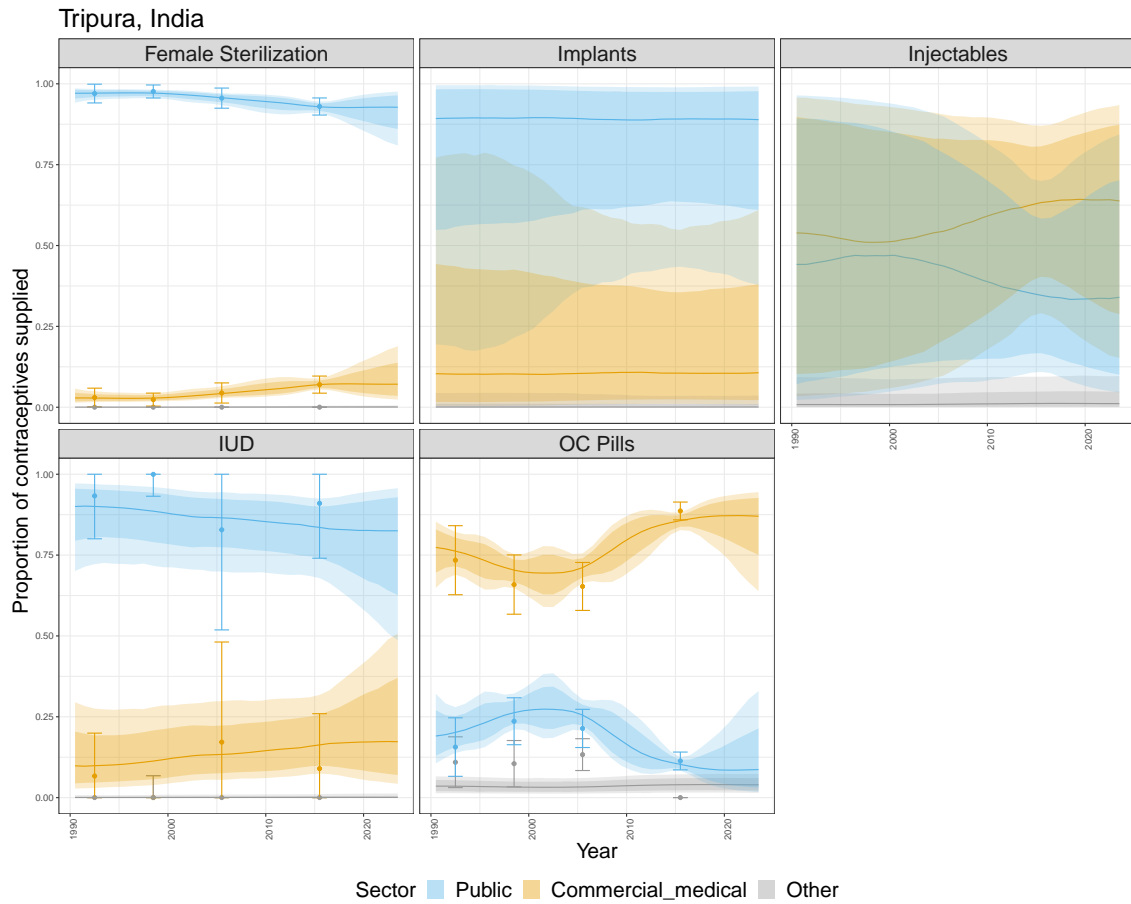 Tripura, India
Female Sterilization
Implants
Injectables
1.00
0.75
0.50
0.25
0.00
1990
2000
2010
2020
IUD
OC Pills
1.00
0.75
0.50
0.25
0.00
1990
2000
2010
2020
1990
2000
2010
2020
Proportion of contraceptives supplied
Year
Sector Public Commercial_medical Other